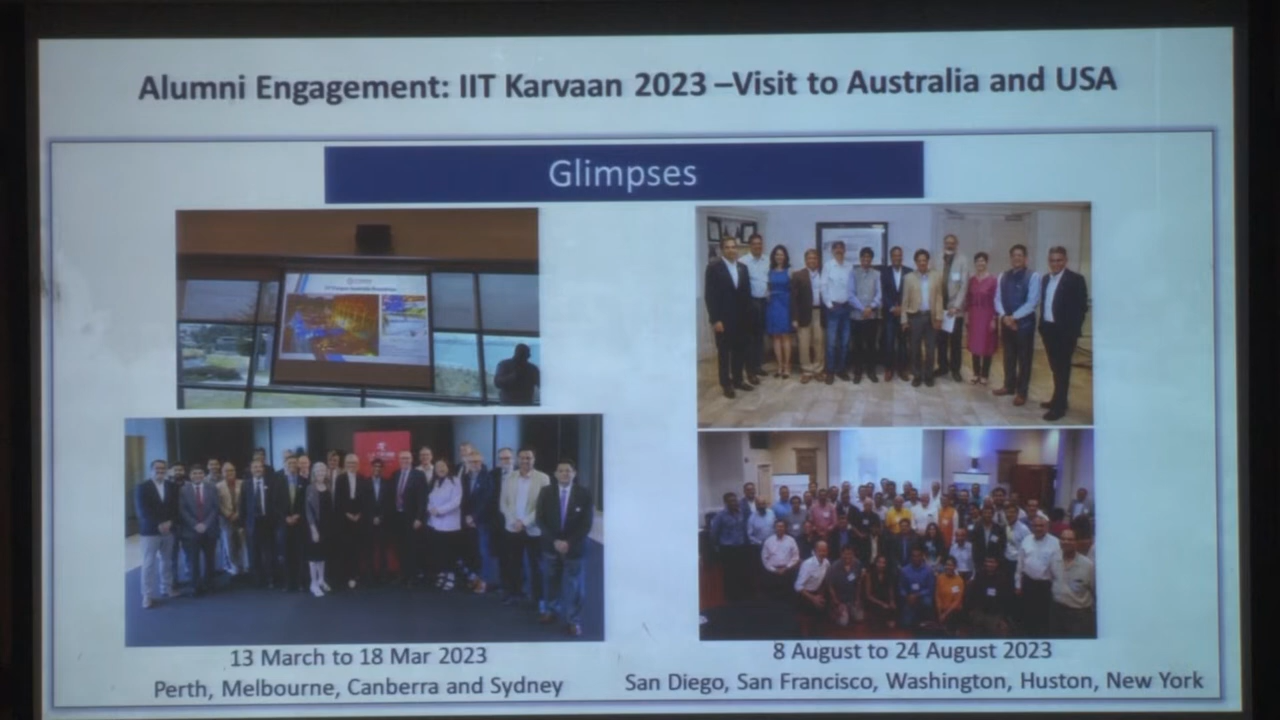 Alumni Engagement: IIT Karvaan 2023 –Visit to Australia and USA
Glimpses
13 March to 18 Mar 2023
Perth, Melbourne, Canberra and Sydney
8 August to 24 August 2023
San Diego, San Francisco, Washington, Huston, New York